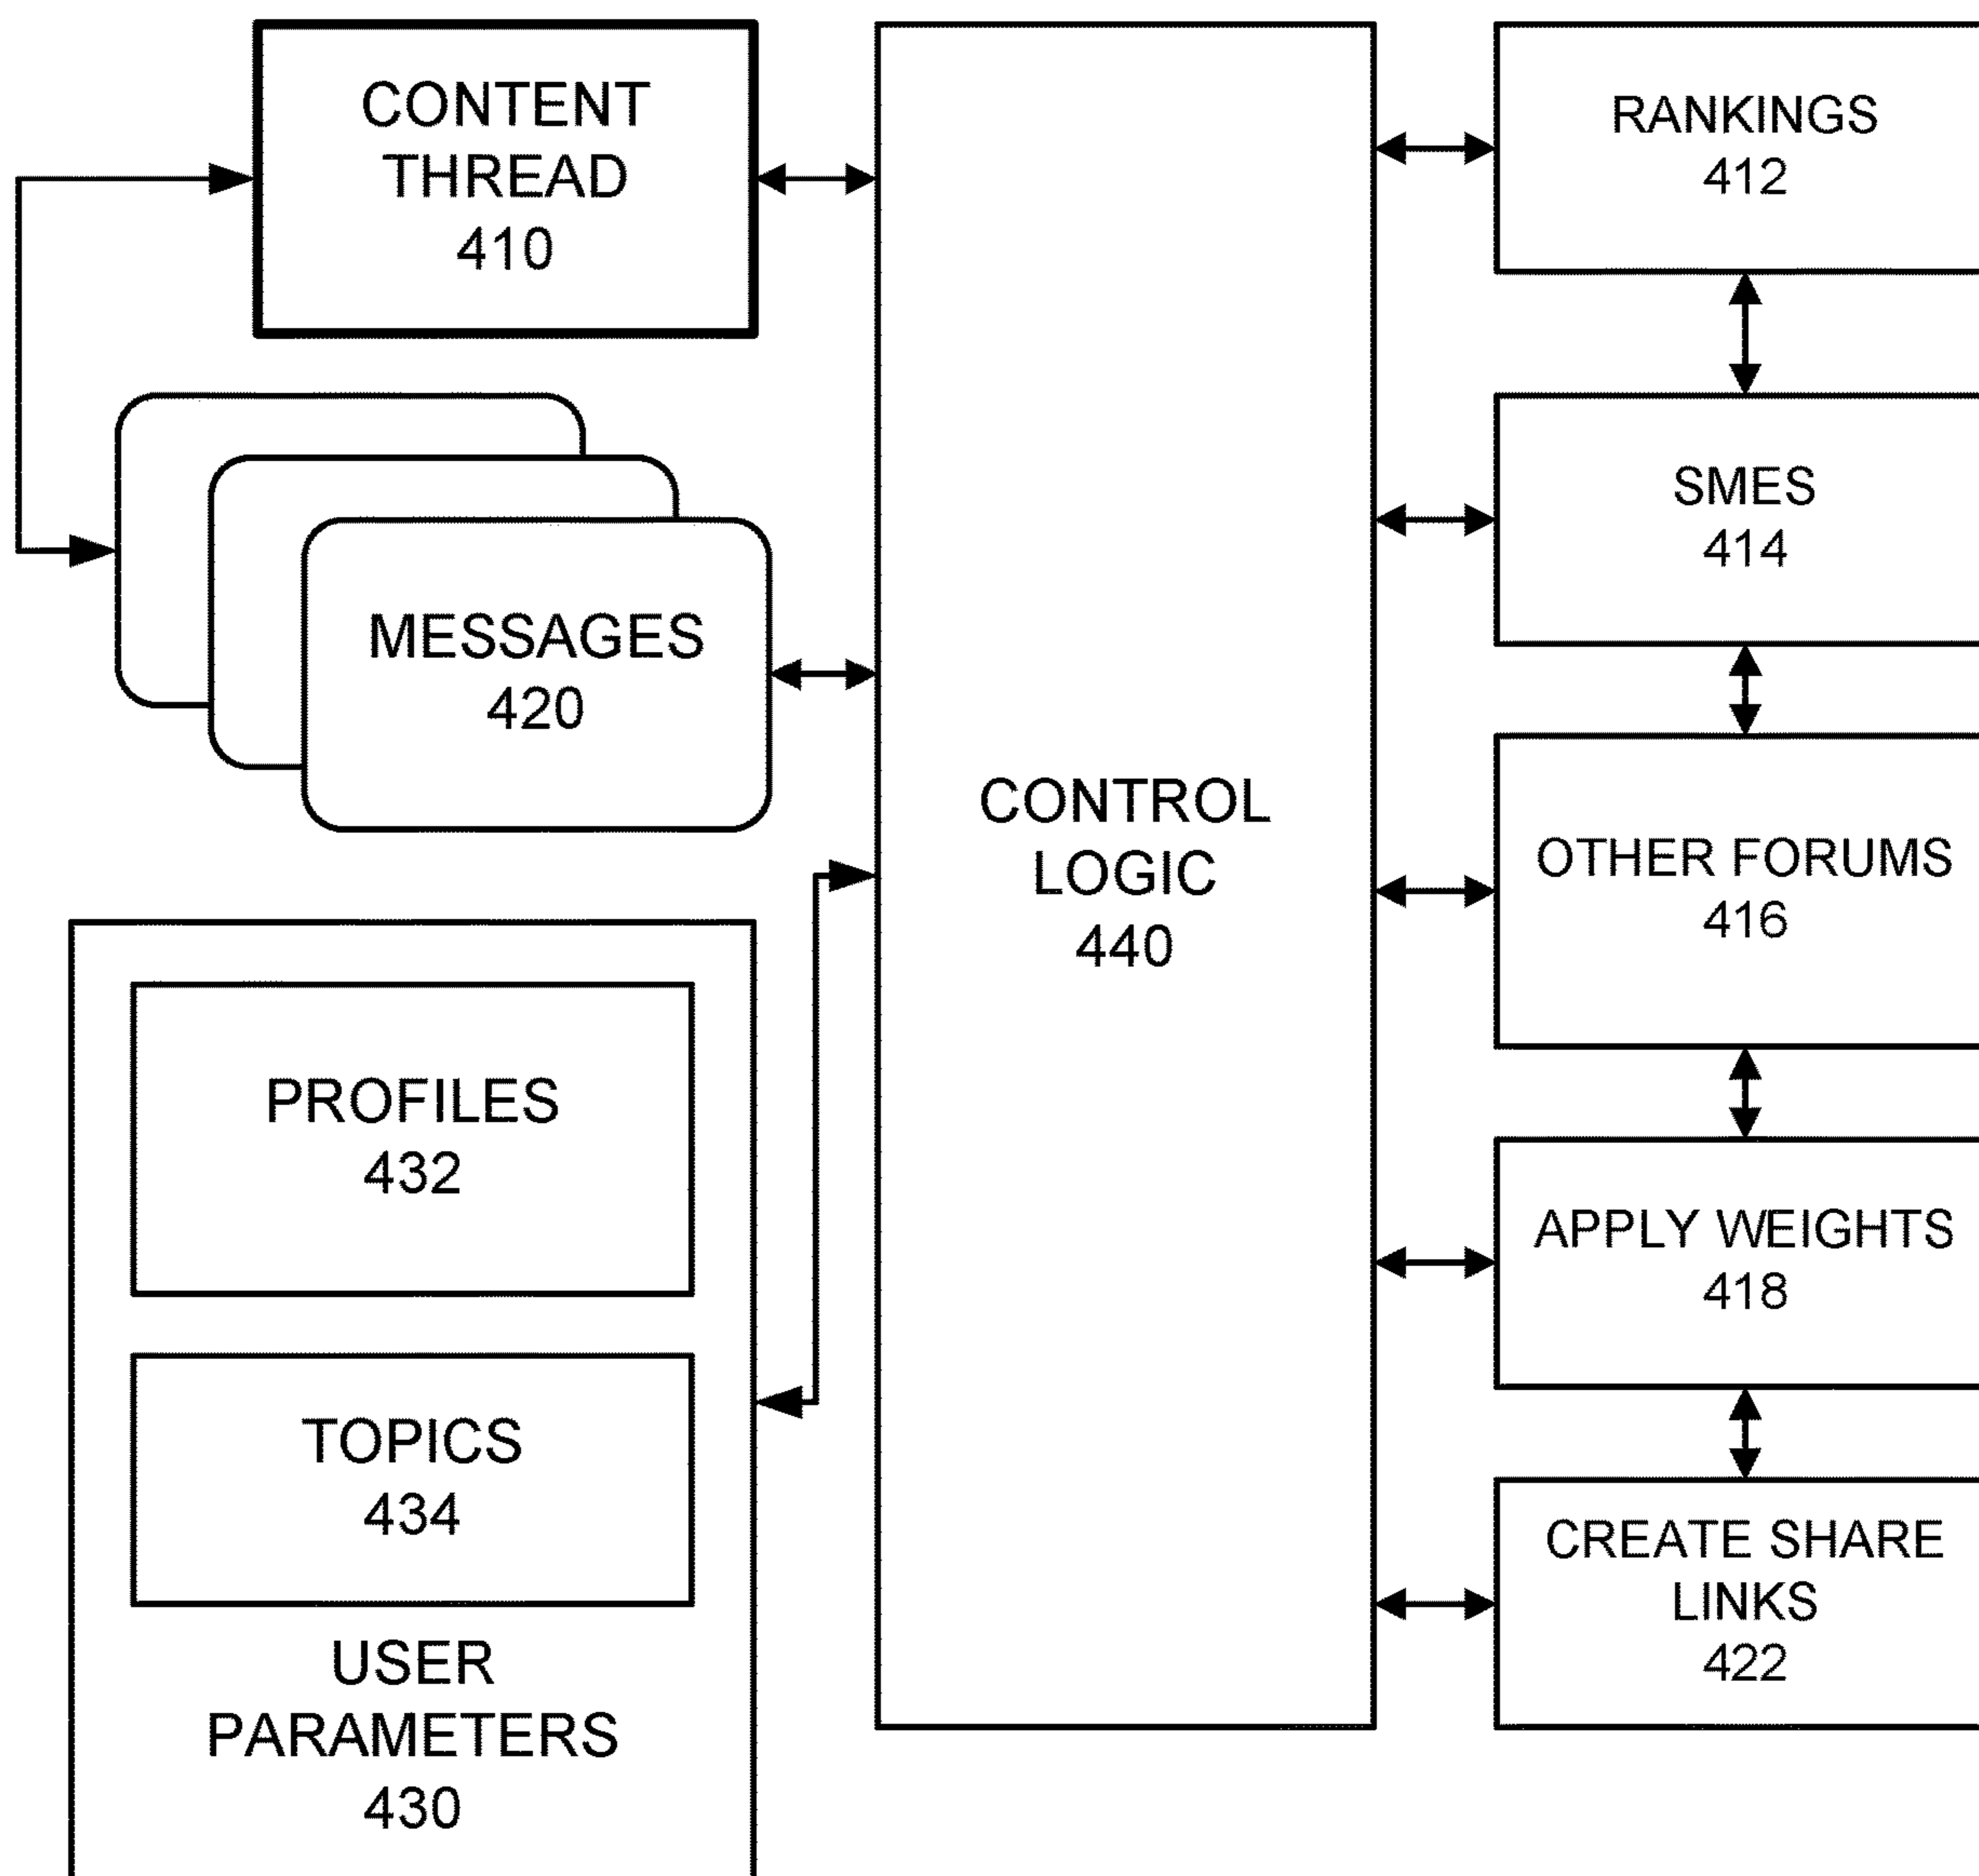 CONTENT
THREAD
410
MESSAGES
420
PROFILES
432
TOPICS
434
USER
PARAMETERS
430
CONTROL
LOGIC
440
RANKINGS
412
SMES
414
OTHER FORUMS
416
APPLY WEIGHTS
418
CREATE SHARE
LINKS
422